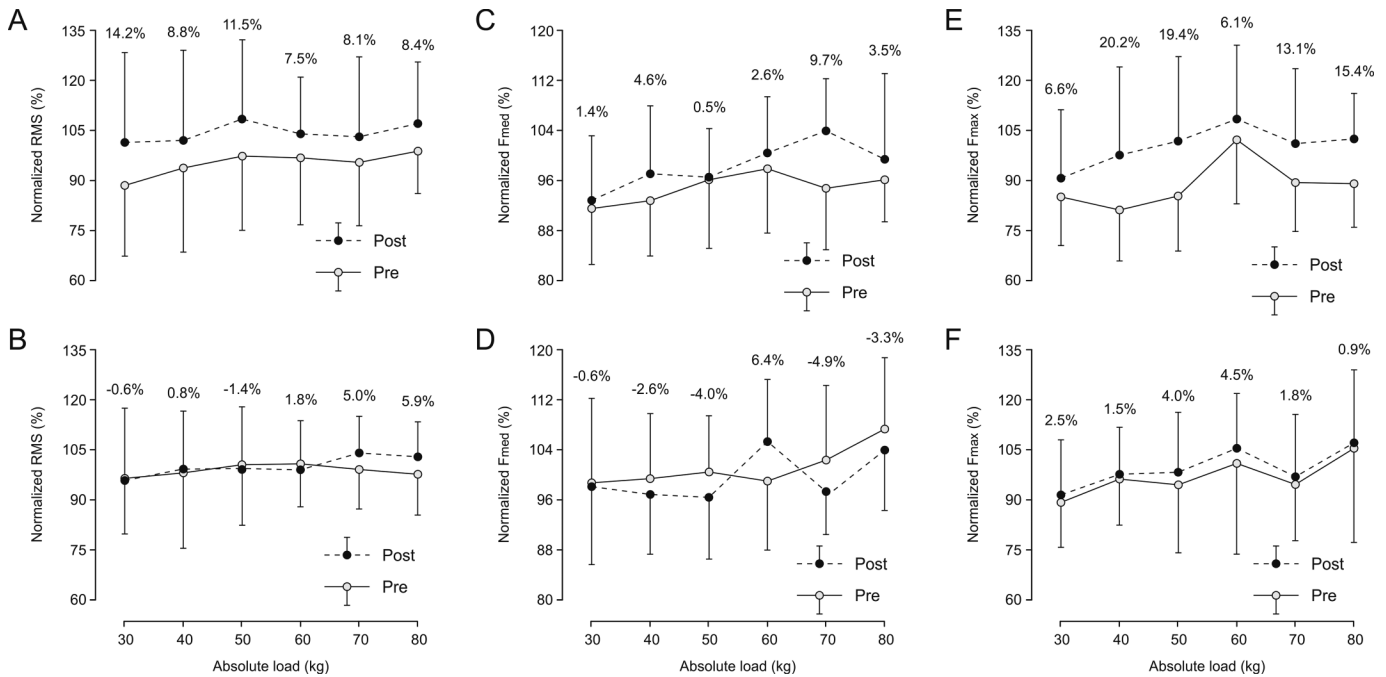 A
Normalized RMS (%)
135
120
105
90
75
60
14.2%
8.8%
11.5%
7.5%
8.1%
8.4%
Post
Pre
C
Normalized Fmed (%)
120
112
104
96
88
80
1.4%
4.6%
0.5%
2.6%
9.7%
3.5%
Post
Pre
E
Normalized Fmax (%)
135
120
105
90
75
60
6.6%
20.2%
19.4%
6.1%
13.1%
15.4%
Post
Pre
B
Normalized RMS (%)
135
120
105
90
75
60
-0.6%
0.8%
-1.4%
1.8%
5.0%
5.9%
Post
Pre
30 40 50 60 70 80
Absolute load (kg)
D
Normalized Fmed (%)
120
112
104
96
88
80
-0.6%
-2.6%
-4.0%
6.4%
-4.9%
-3.3%
Post
Pre
30 40 50 60 70 80
Absolute load (kg)
F
Normalized Fmax (%)
135
120
105
90
75
60
2.5%
1.5%
4.0%
4.5%
1.8%
0.9%
Post
Pre
30 40 50 60 70 80
Absolute load (kg)